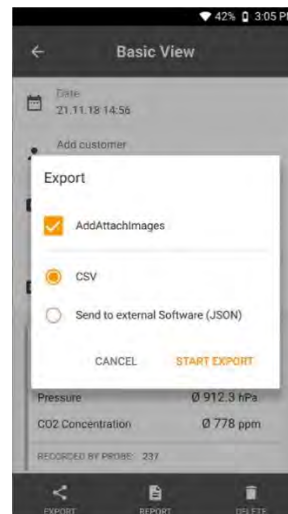 42% 3:05 P
Basic View
Date
21.11.18 14:56
Add customer
Export
AddAttachImages
CSV
Send to external Software (JSON)
CANCEL START EXPORT
Pressure Ø 912.3 hPa
CO2 Concentration Ø 778 ppm
RECORDED BY PROBE: 237
EXPORT REPORT DELETE